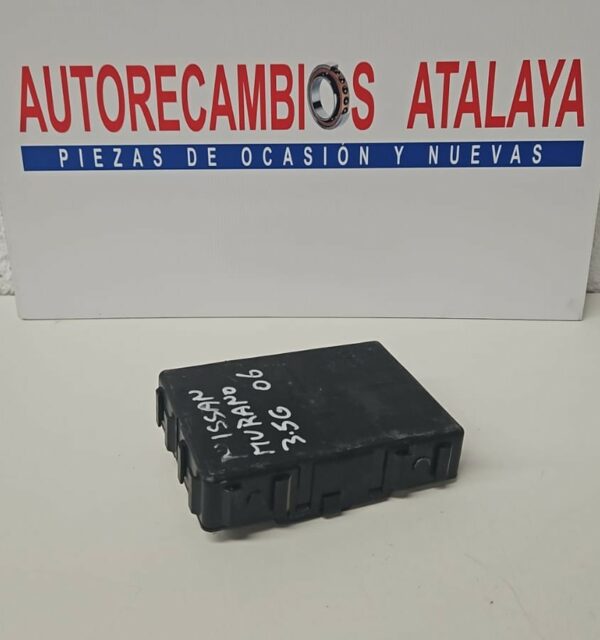 AUTORECAMBIOS ATALAYA
PIEZAS DE OCASIÓN Y NUEVAS
NISSAN
MURANO 06
3.5G